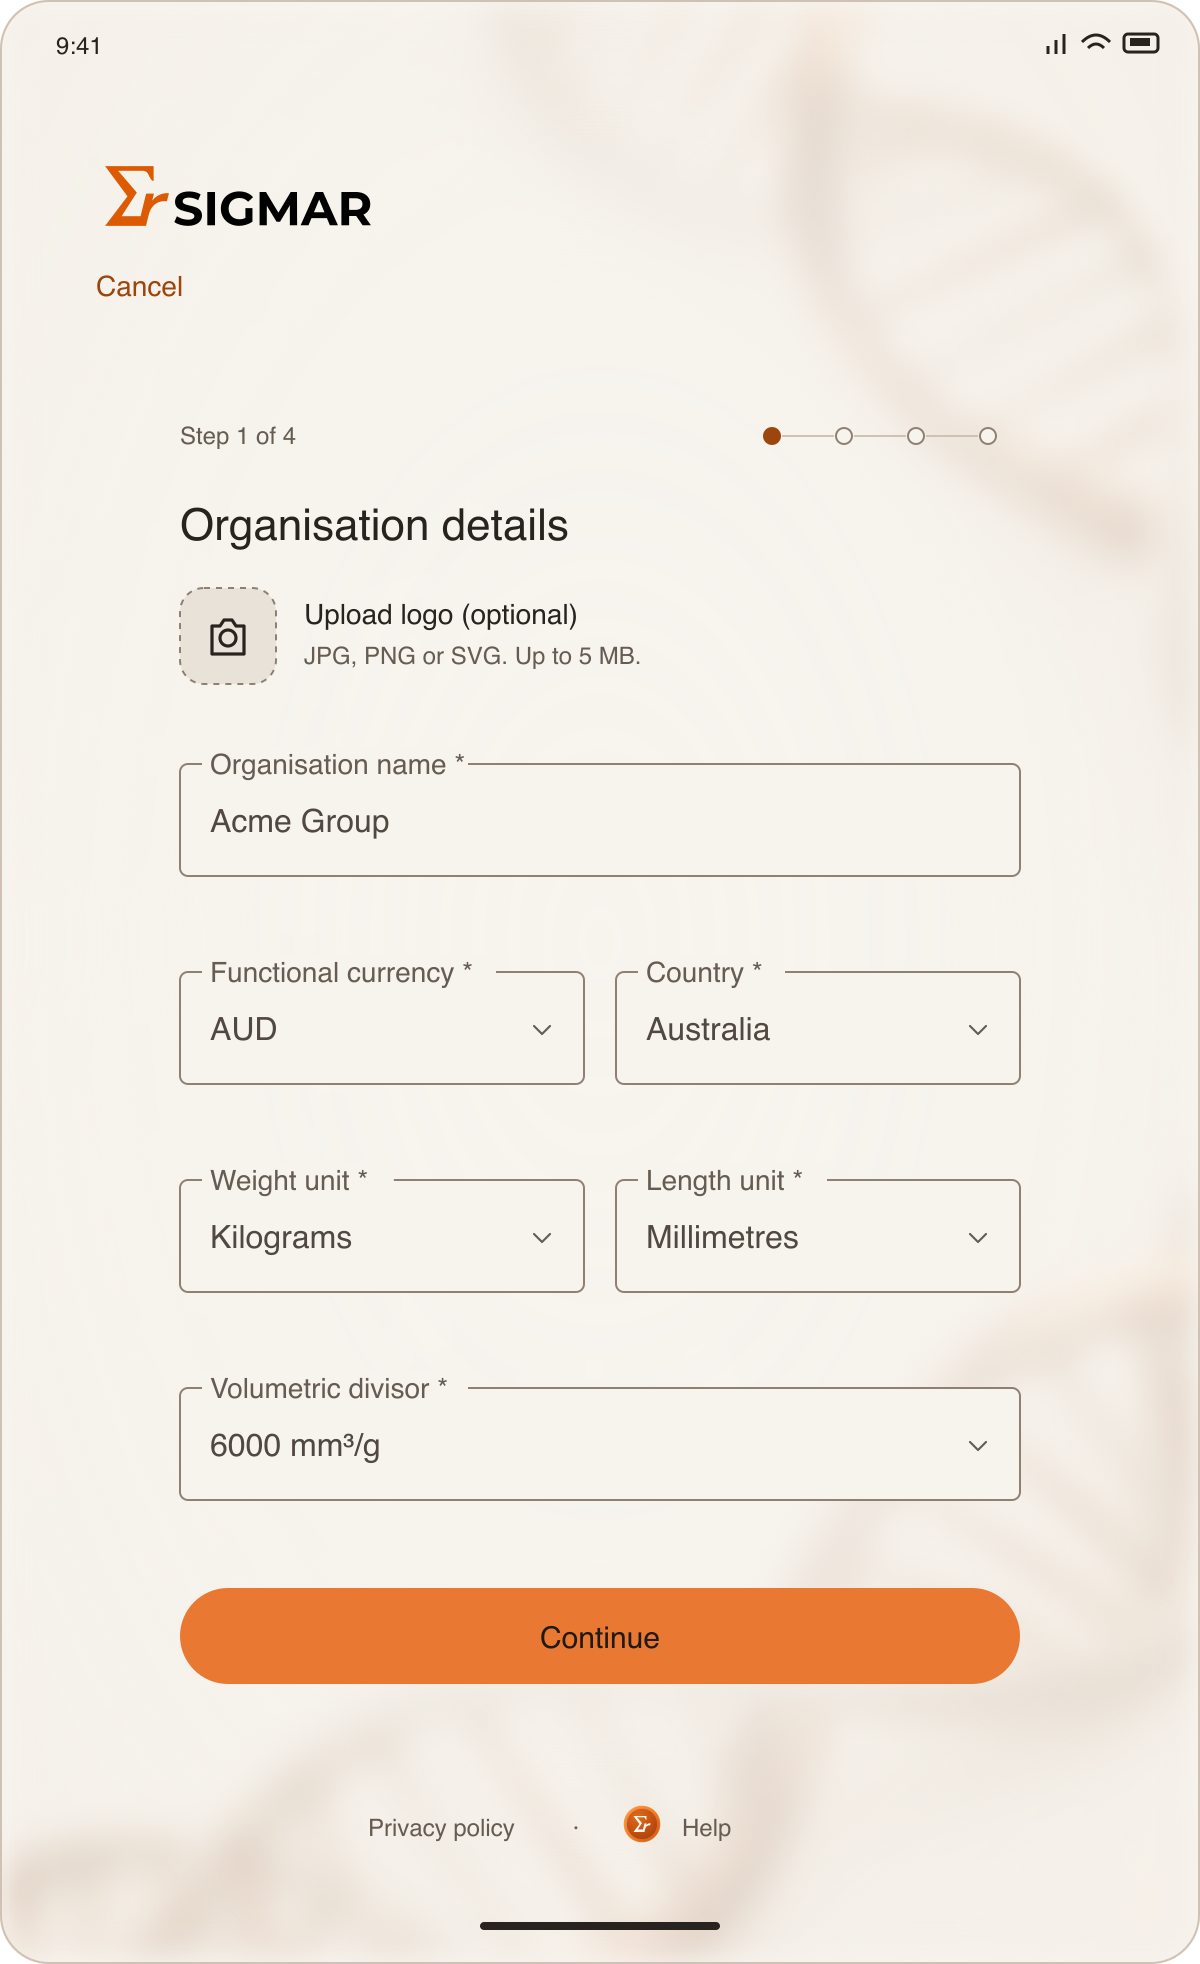 9:41
Σr SIGMAR
Cancel
Step 1 of 4
Organisation details
Upload logo (optional)
JPG, PNG or SVG. Up to 5 MB.
Organisation name *
Acme Group
Functional currency *
Country *
AUD
Australia
Weight unit *
Length unit *
Kilograms
Millimetres
Volumetric divisor *
6000 mm³/g
Continue
Privacy policy · Σr Help